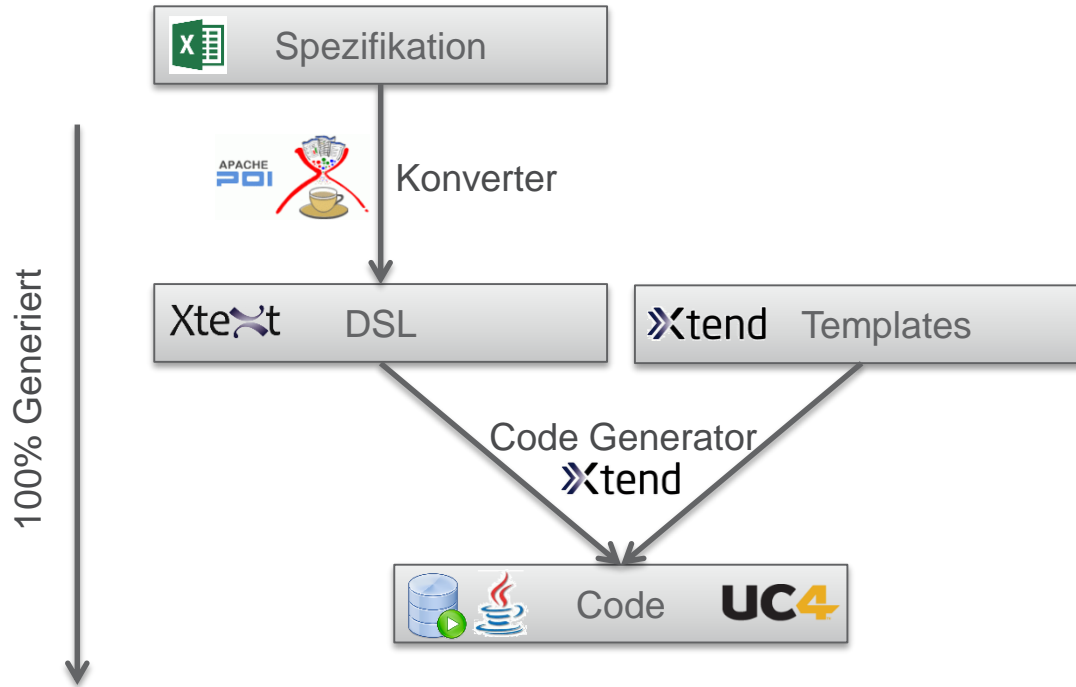 X
Spezifikation
APACHE
POI
Konverter
100% Generiert
Xtext
DSL
Xtend
Templates
Code Generator
Xtend
Code
UC4